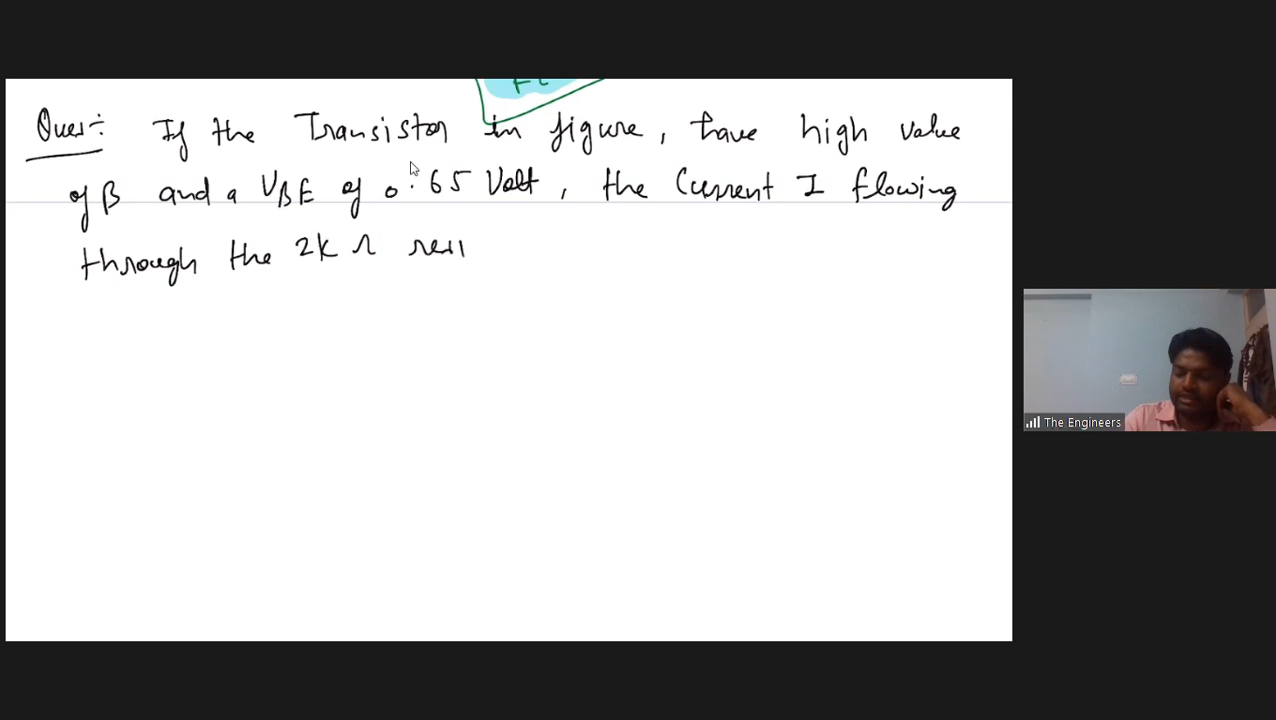 Ques:- If the Transistor in figure, have high value
of β and a VBE of 0.65 Volt, the Current I flowing
through the 2k Ω resi
The Engineers